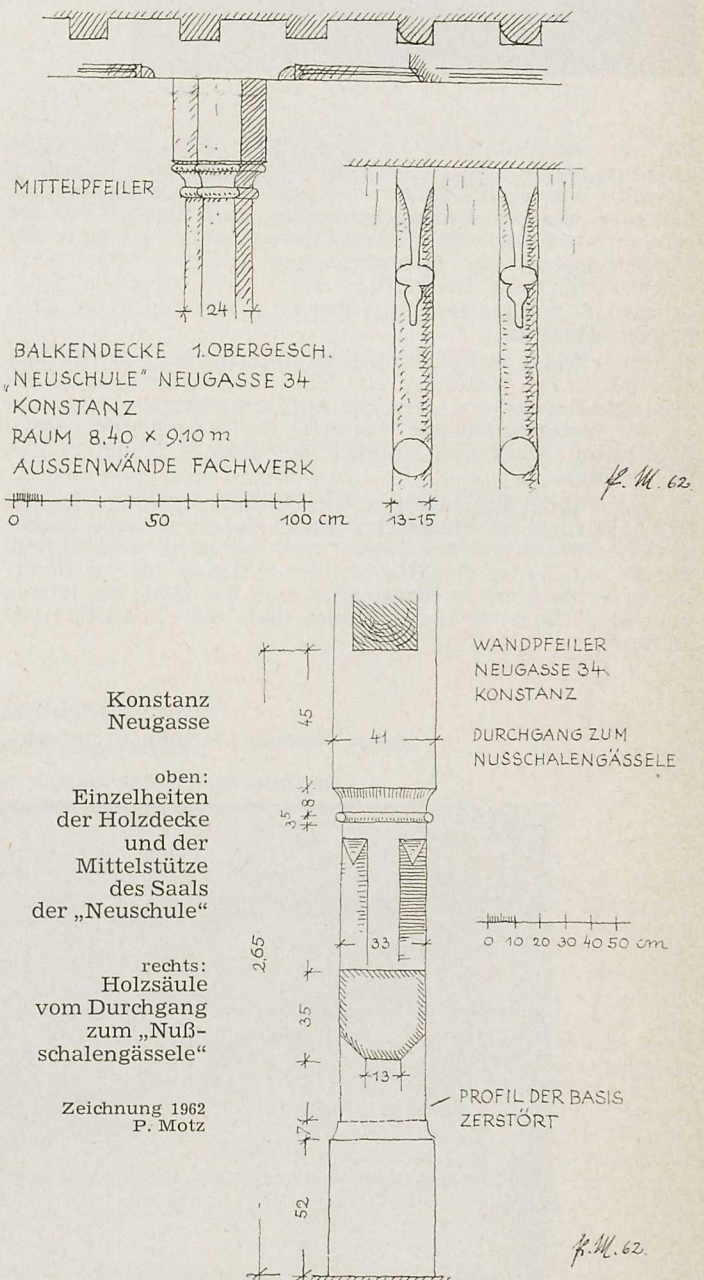 MITTELPFEILER
24
BALKENDECKE 1.OBERGESCH.
„NEUSCHULE" NEUGASSE 34
KONSTANZ
RAUM 8.40 × 9.10 m
AUSSENWÄNDE FACHWERK
0 50 100 cm
13-15
P. M. 62.
Konstanz
Neugasse
oben:
Einzelheiten
der Holzdecke
und der
Mittelstütze
des Saals
der „Neuschule“
rechts:
Holzsäule
vom Durchgang
zum „Nuß-
schalengässele“
Zeichnung 1962
P. Motz
45
41
8
35
33
2,65
35
13
7
52
WANDPFEILER
NEUGASSE 34
KONSTANZ
DURCHGANG ZUM
NUSSCHALENGÄSSELE
0 10 20 30 40 50 cm
PROFIL DER BASIS
ZERSTÖRT
P. M. 62.